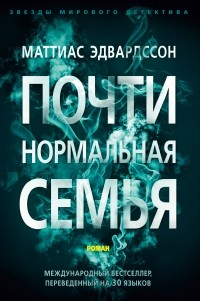 ЗВЕЗДЫ МИРОВОГО ДЕТЕКТИВА
МАТТИАС ЭДВАРДССОН
ПОЧТИ
НОРМАЛЬНАЯ
СЕМЬЯ
РОМАН
МЕЖДУНАРОДНЫЙ БЕСТСЕЛЛЕР,
ПЕРЕВЕДЕННЫЙ НА 30 ЯЗЫКОВ